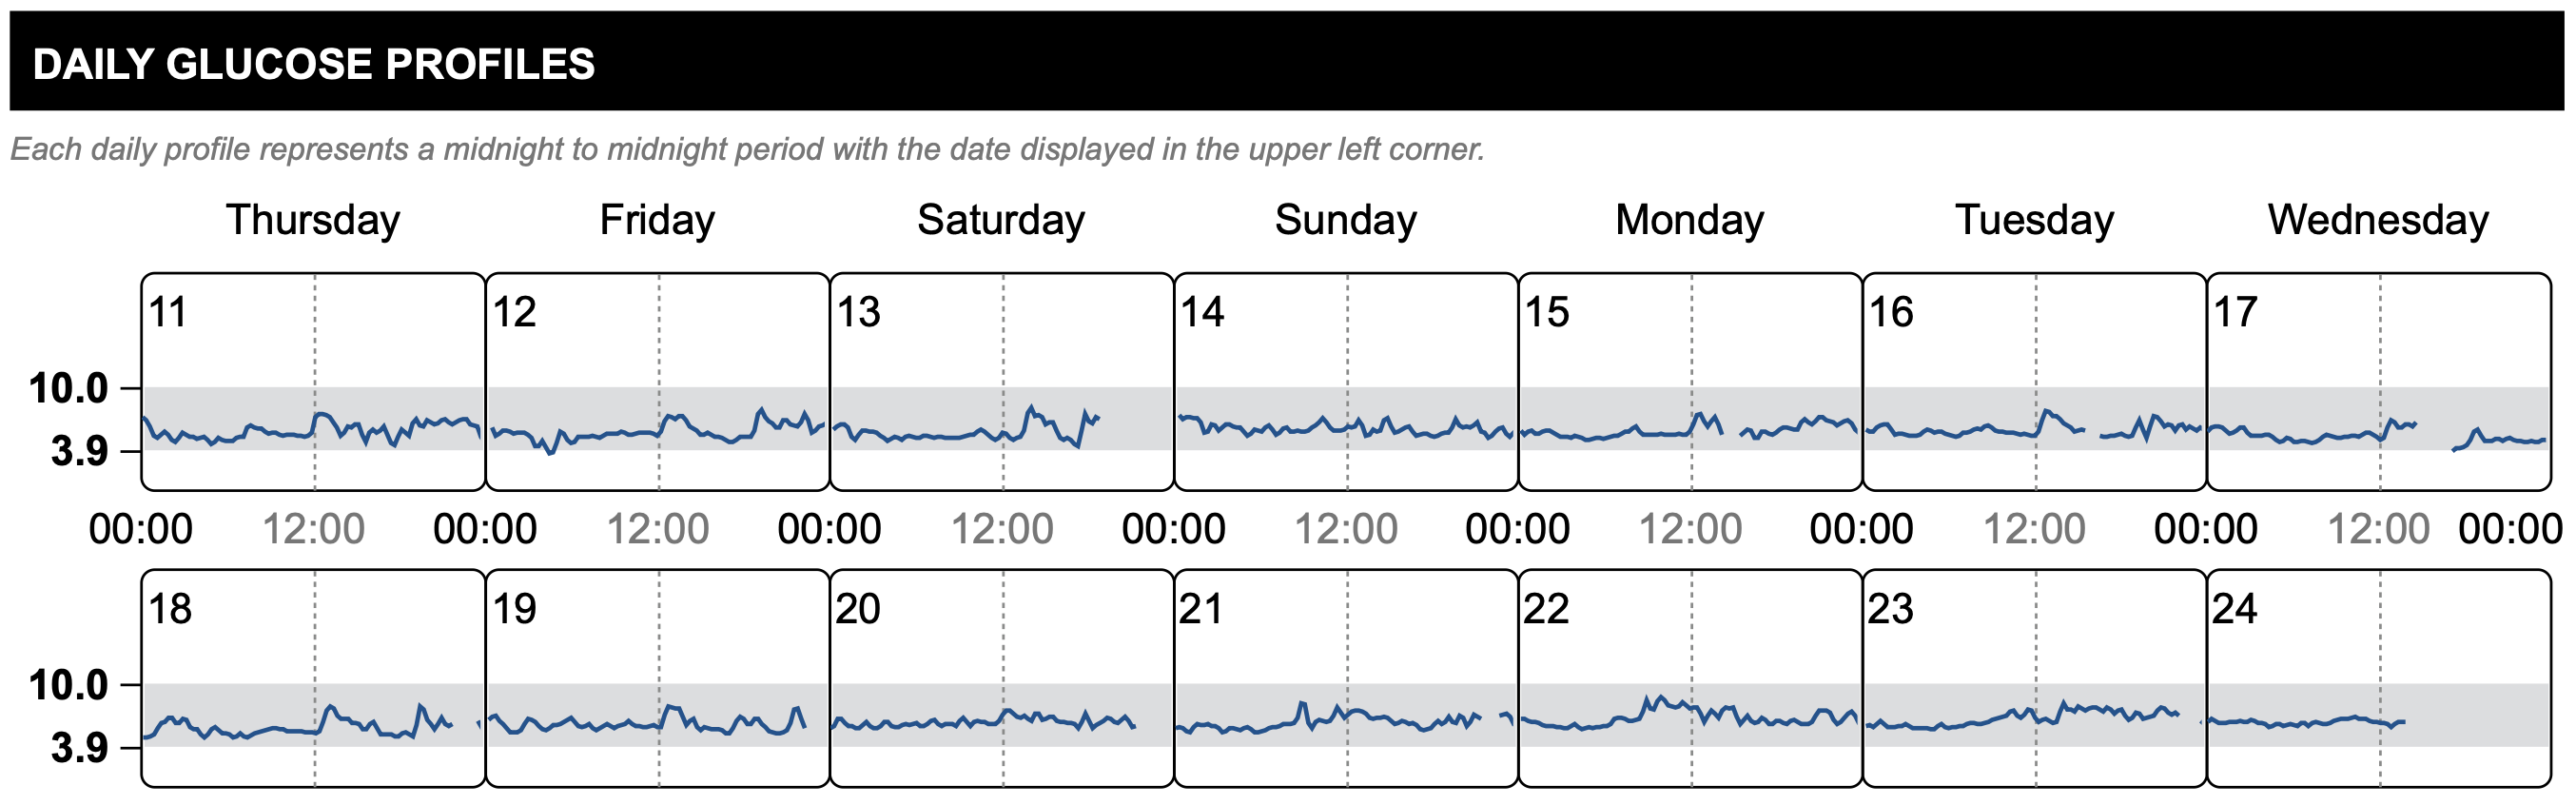 DAILY GLUCOSE PROFILES
Each daily profile represents a midnight to midnight period with the date displayed in the upper left corner.
Thursday Friday Saturday Sunday Monday Tuesday Wednesday
11 12 13 14 15 16 17
10.0
3.9
00:00 12:00 00:00 12:00 00:00 12:00 00:00 12:00 00:00 12:00 00:00 12:00 00:00 12:00 00:00
18 19 20 21 22 23 24
10.0
3.9